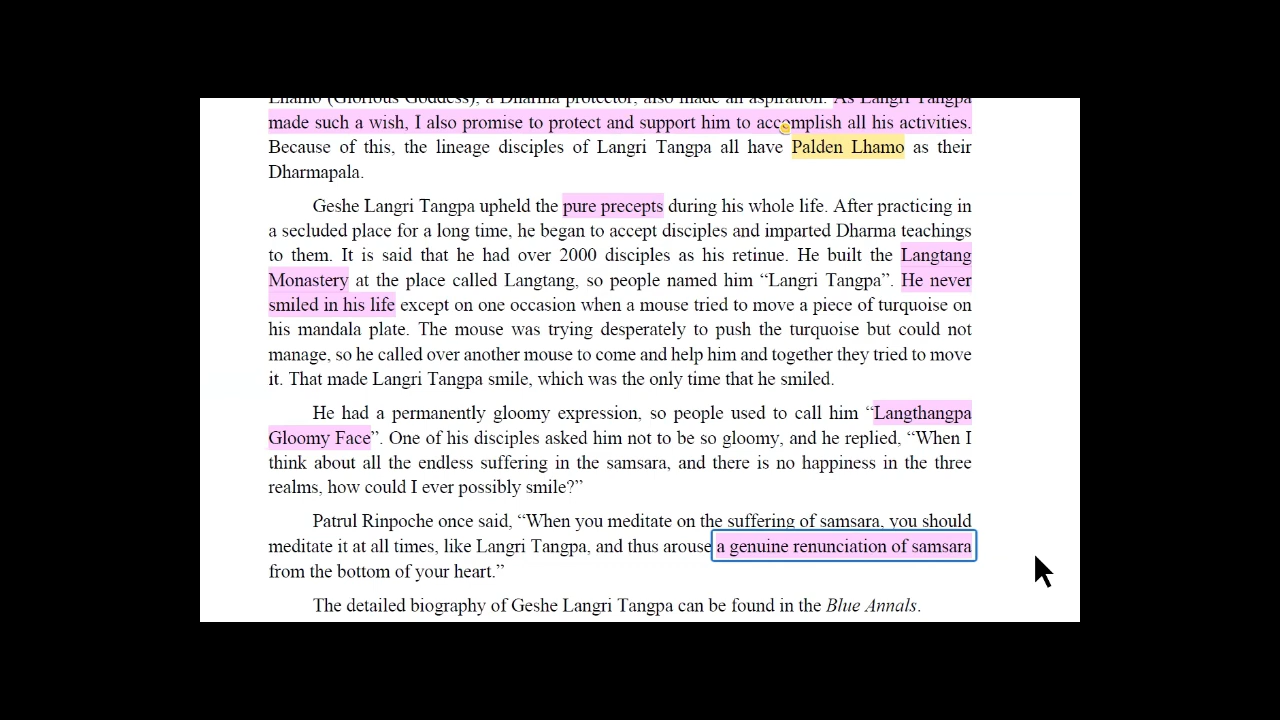 Lhamo (Glorious Goddess), a Dharma protector, also made an aspiration: As Langri Tangpa
made such a wish, I also promise to protect and support him to accomplish all his activities.
Because of this, the lineage disciples of Langri Tangpa all have Palden Lhamo as their
Dharmapala.
Geshe Langri Tangpa upheld the pure precepts during his whole life. After practicing in
a secluded place for a long time, he began to accept disciples and imparted Dharma teachings
to them. It is said that he had over 2000 disciples as his retinue. He built the Langtang
Monastery at the place called Langtang, so people named him “Langri Tangpa”. He never
smiled in his life except on one occasion when a mouse tried to move a piece of turquoise on
his mandala plate. The mouse was trying desperately to push the turquoise but could not
manage, so he called over another mouse to come and help him and together they tried to move
it. That made Langri Tangpa smile, which was the only time that he smiled.
He had a permanently gloomy expression, so people used to call him “Langthangpa
Gloomy Face”. One of his disciples asked him not to be so gloomy, and he replied, “When I
think about all the endless suffering in the samsara, and there is no happiness in the three
realms, how could I ever possibly smile?”
Patrul Rinpoche once said, “When you meditate on the suffering of samsara, you should
meditate it at all times, like Langri Tangpa, and thus arouse a genuine renunciation of samsara
from the bottom of your heart.”
The detailed biography of Geshe Langri Tangpa can be found in the Blue Annals.